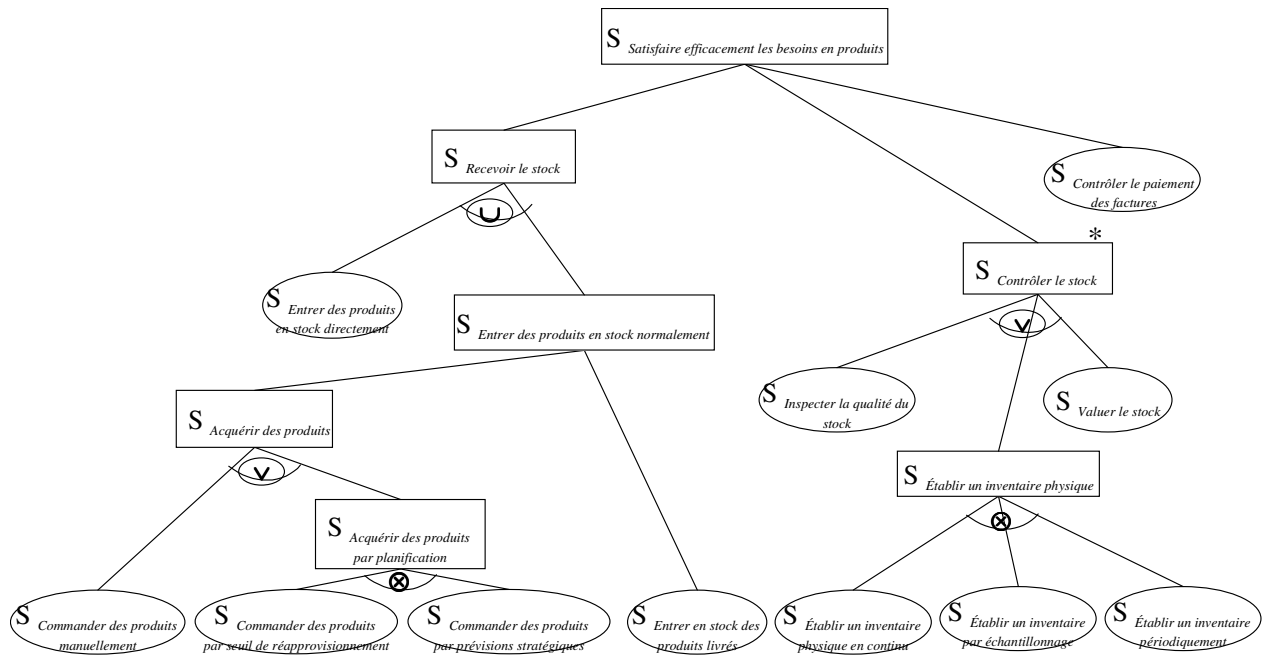 S Satisfaire efficacement les besoins en produits
S Recevoir le stock
S Contrôler le paiement
des factures
*
S Contrôler le stock
S Entrer des produits
en stock directement
S Entrer des produits en stock normalement
S Inspecter la qualité du
stock
S Valuer le stock
S Acquérir des produits
S Établir un inventaire physique
S Acquérir des produits
par planification
S Commander des produits
manuellement
S Commander des produits
par seuil de réapprovisionnement
S Commander des produits
par prévisions stratégiques
S Entrer en stock des
produits livrés
S Établir un inventaire
physique en continu
S Établir un inventaire
par échantillonnage
S Établir un inventaire
périodiquement